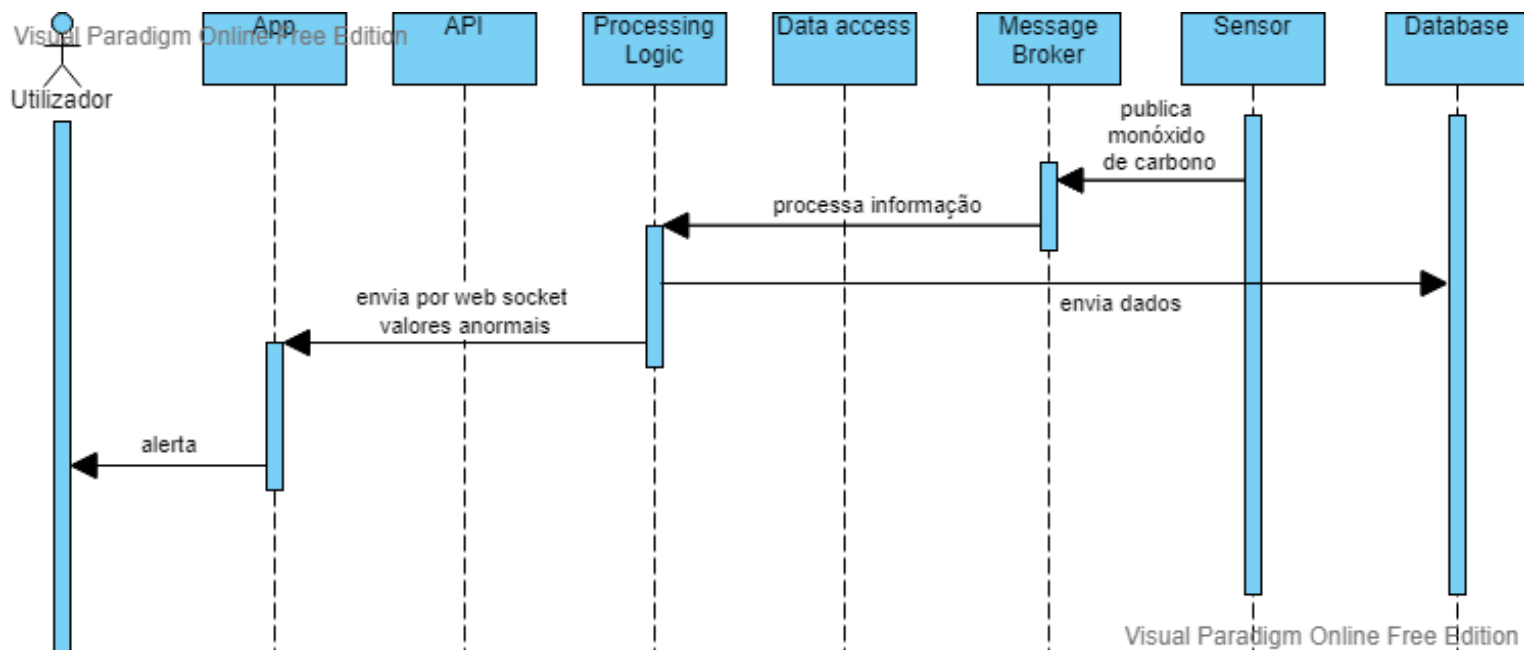 Visual Paradigm Online Free Edition
App
API
Processing
Logic
Data access
Message
Broker
Sensor
Database
Utilizador
publica
monóxido
de carbono
processa informação
envia dados
envia por web socket
valores anormais
alerta
Visual Paradigm Online Free Edition